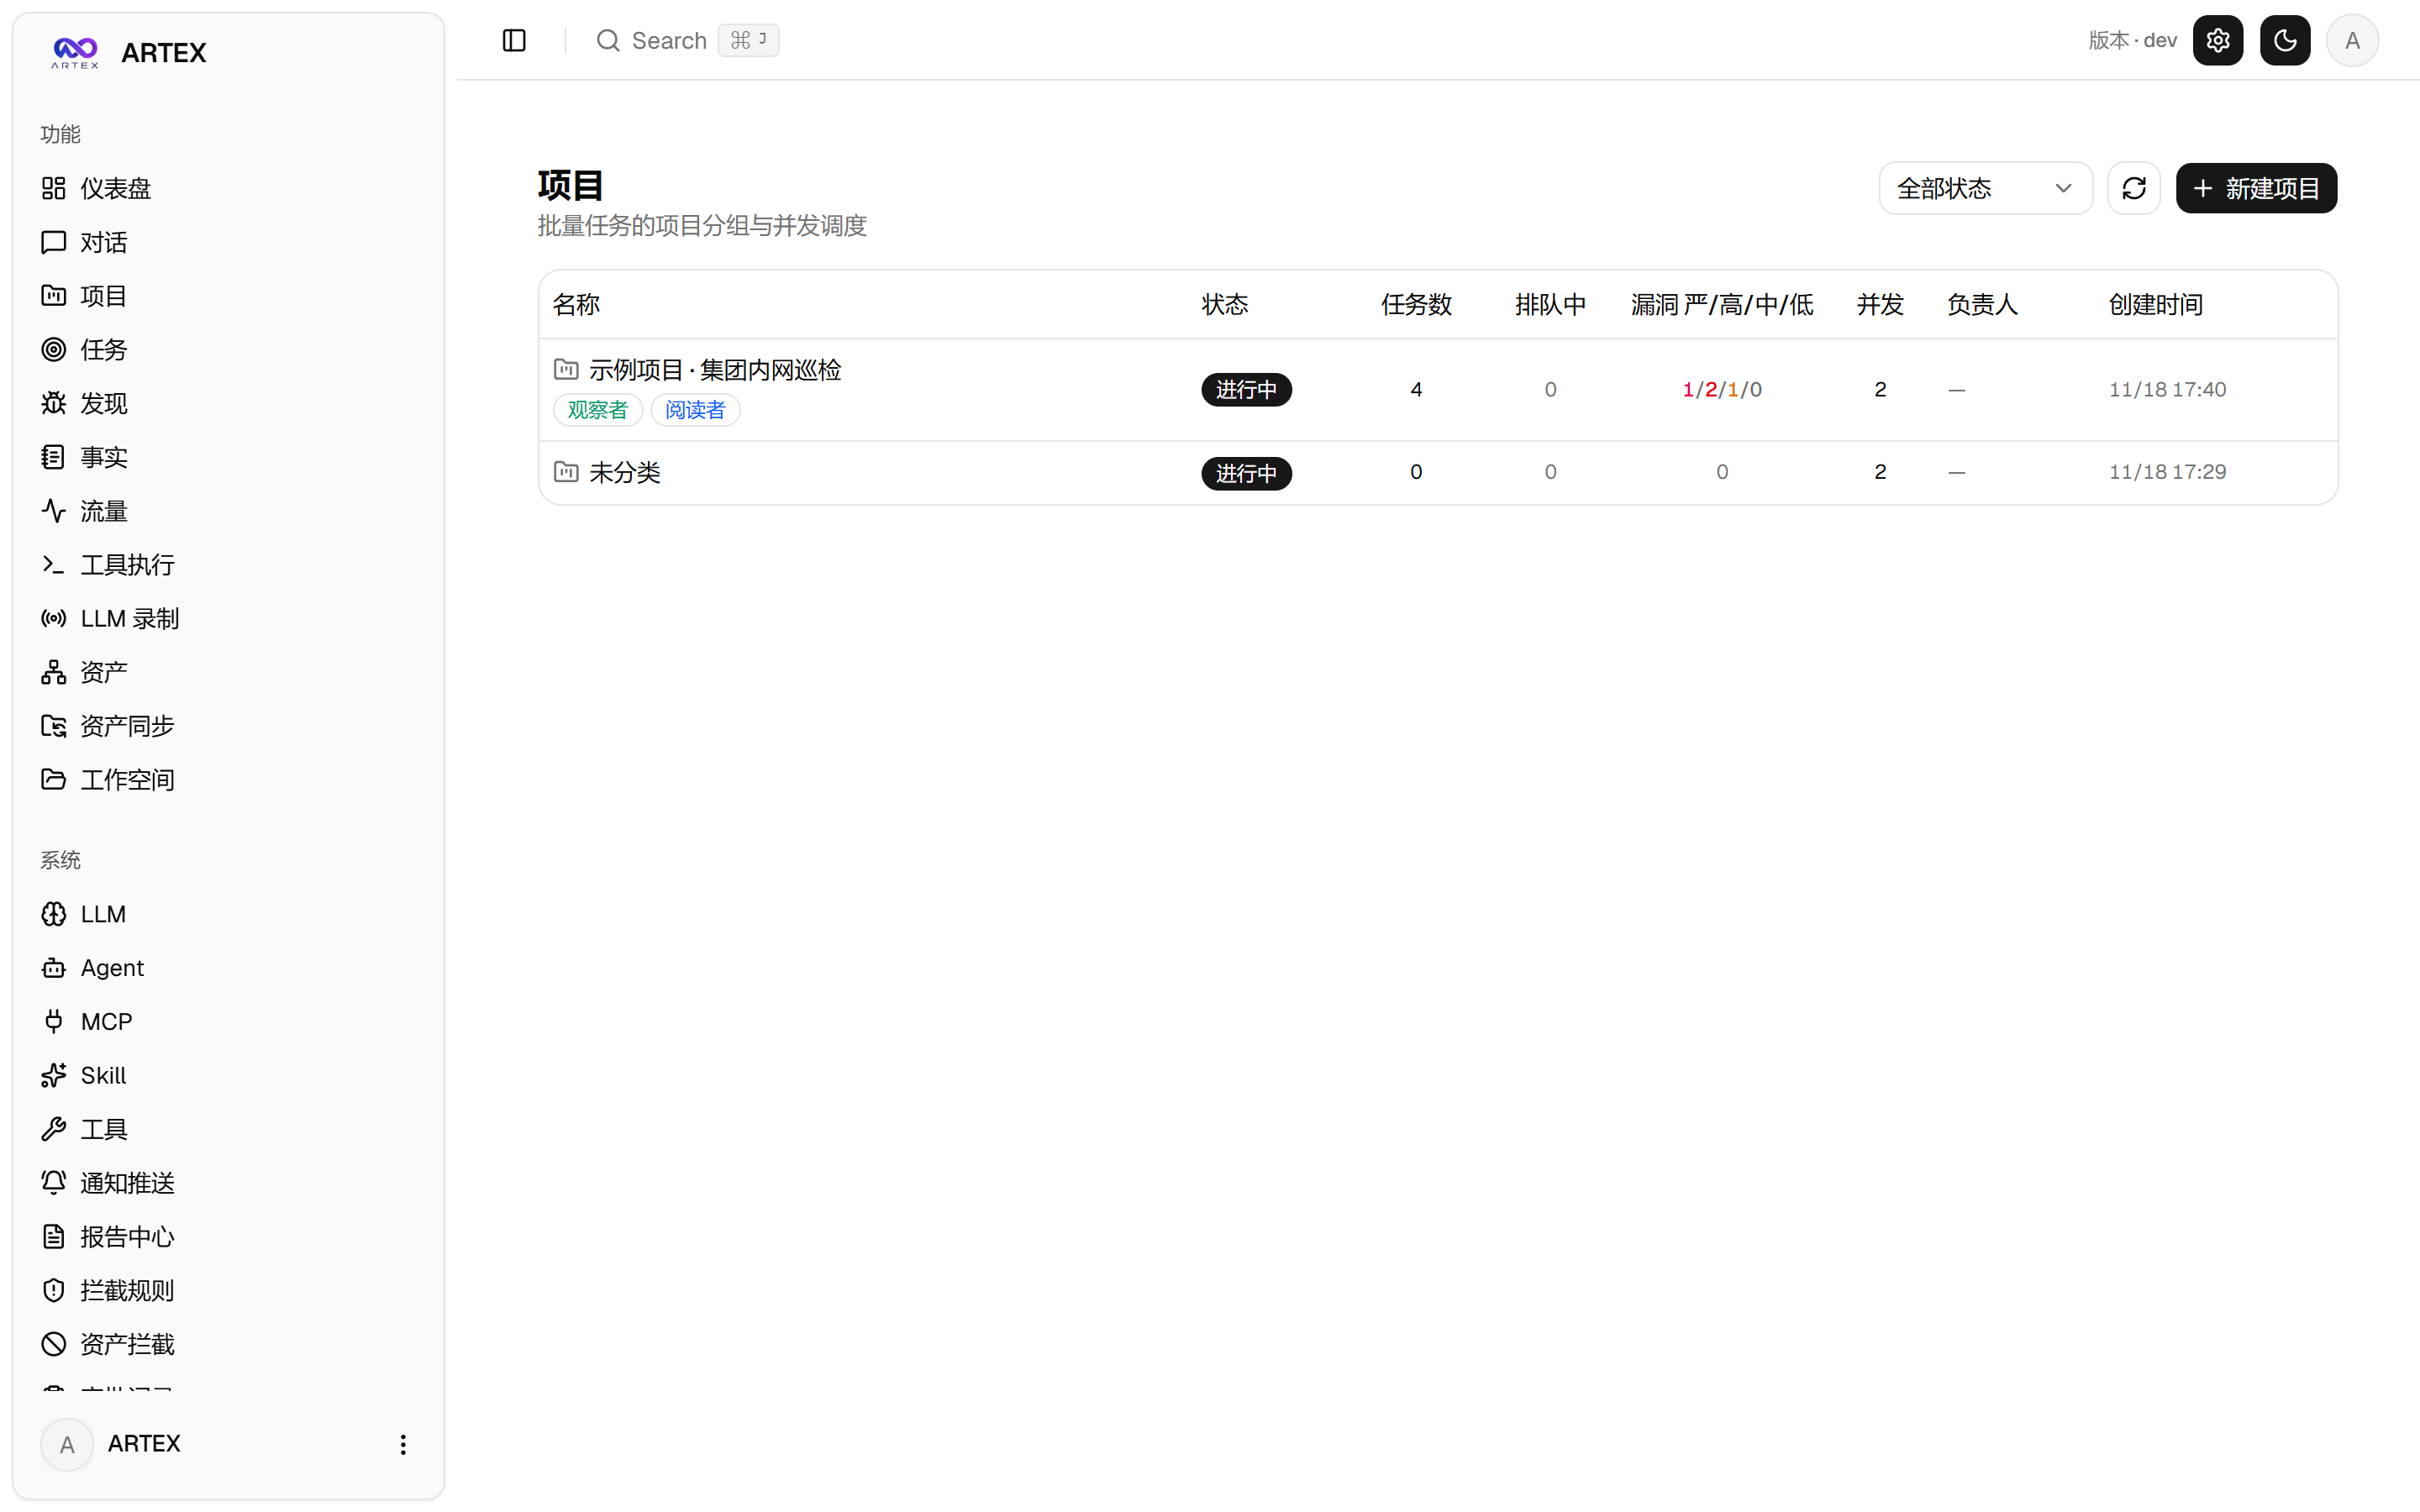 ARTEX
ARTEX
功能
仪表盘
对话
项目
任务
发现
事实
流量
工具执行
LLM 录制
资产
资产同步
工作空间
系统
LLM
Agent
MCP
Skill
工具
通知推送
报告中心
拦截规则
资产拦截
A
ARTEX
Search ⌘ J
版本 · dev
A
项目
批量任务的项目分组与并发调度
全部状态
新建项目
名称 状态 任务数 排队中 漏洞 严/高/中/低 并发 负责人 创建时间
示例项目 · 集团内网巡检
观察者 阅读者
进行中 4 0 1/2/1/0 2 — 11/18 17:40
未分类 进行中 0 0 0 2 — 11/18 17:29